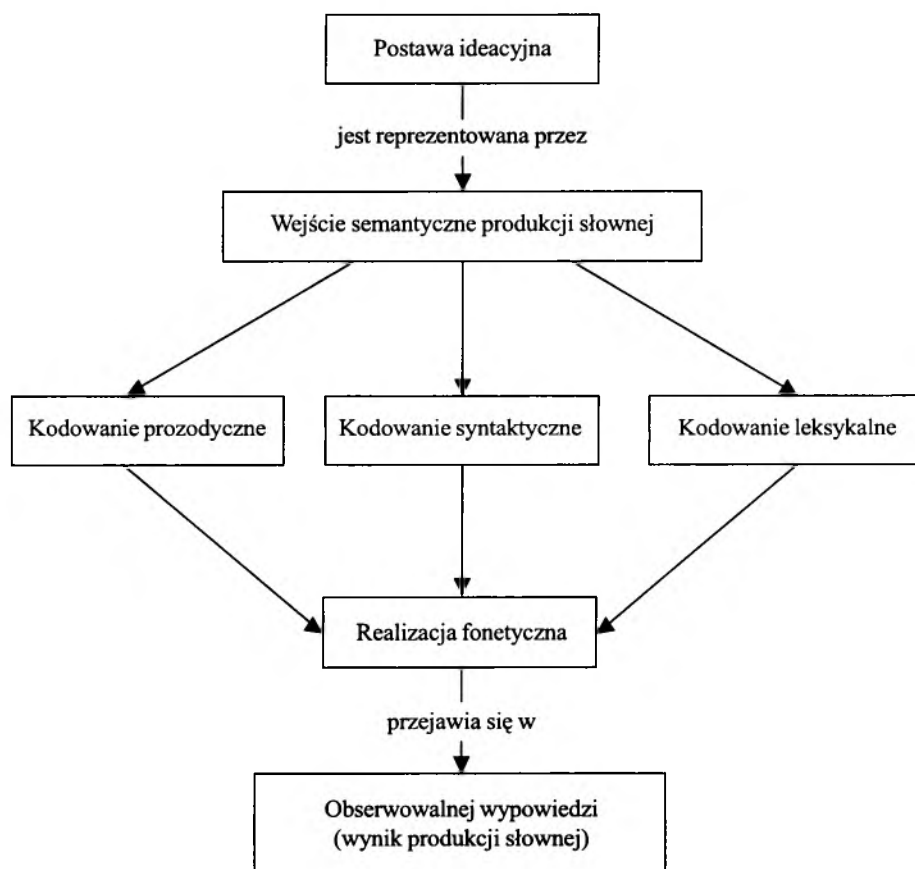 Postawa ideacyjna
jest reprezentowana przez
Wejście semantyczne produkcji słownej
Kodowanie prozodyczne
Kodowanie syntaktyczne
Kodowanie leksykalne
Realizacja fonetyczna
przejawia się w
Obserwowalnej wypowiedzi
(wynik produkcji słownej)